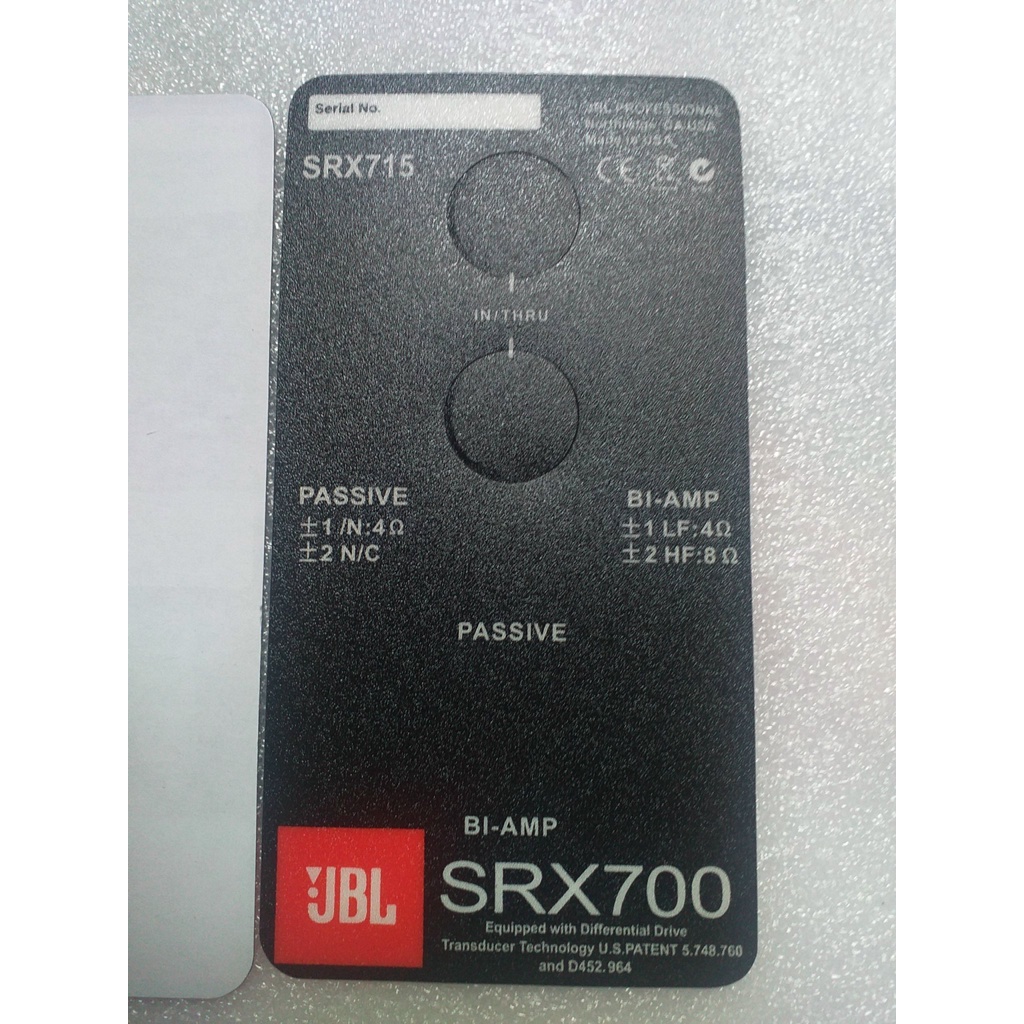 Serial No.
JBL PROFESSIONAL
Northridge, CA USA
Made in USA
SRX715
CE
IN/THRU
PASSIVE
±1 /N:4Ω
±2 N/C
BI-AMP
±1 LF:4Ω
±2 HF:8 Ω
PASSIVE
BI-AMP
JBL
SRX700
Equipped with Differential Drive
Transducer Technology U.S.PATENT 5.748.760
and D452.964